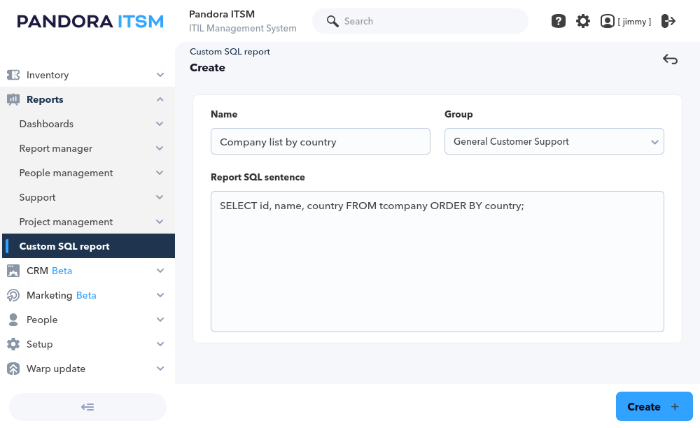 PANDORA ITSM
Pandora ITSM
ITIL Management System
Search
?
[ jimmy ]
Custom SQL report
Create
Inventory
Reports
Dashboards
Report manager
People management
Support
Project management
Custom SQL report
CRM Beta
Marketing Beta
People
Setup
Warp update
Name
Group
Company list by country
General Customer Support
Report SQL sentence
SELECT id, name, country FROM tcompany ORDER BY country;
Create +